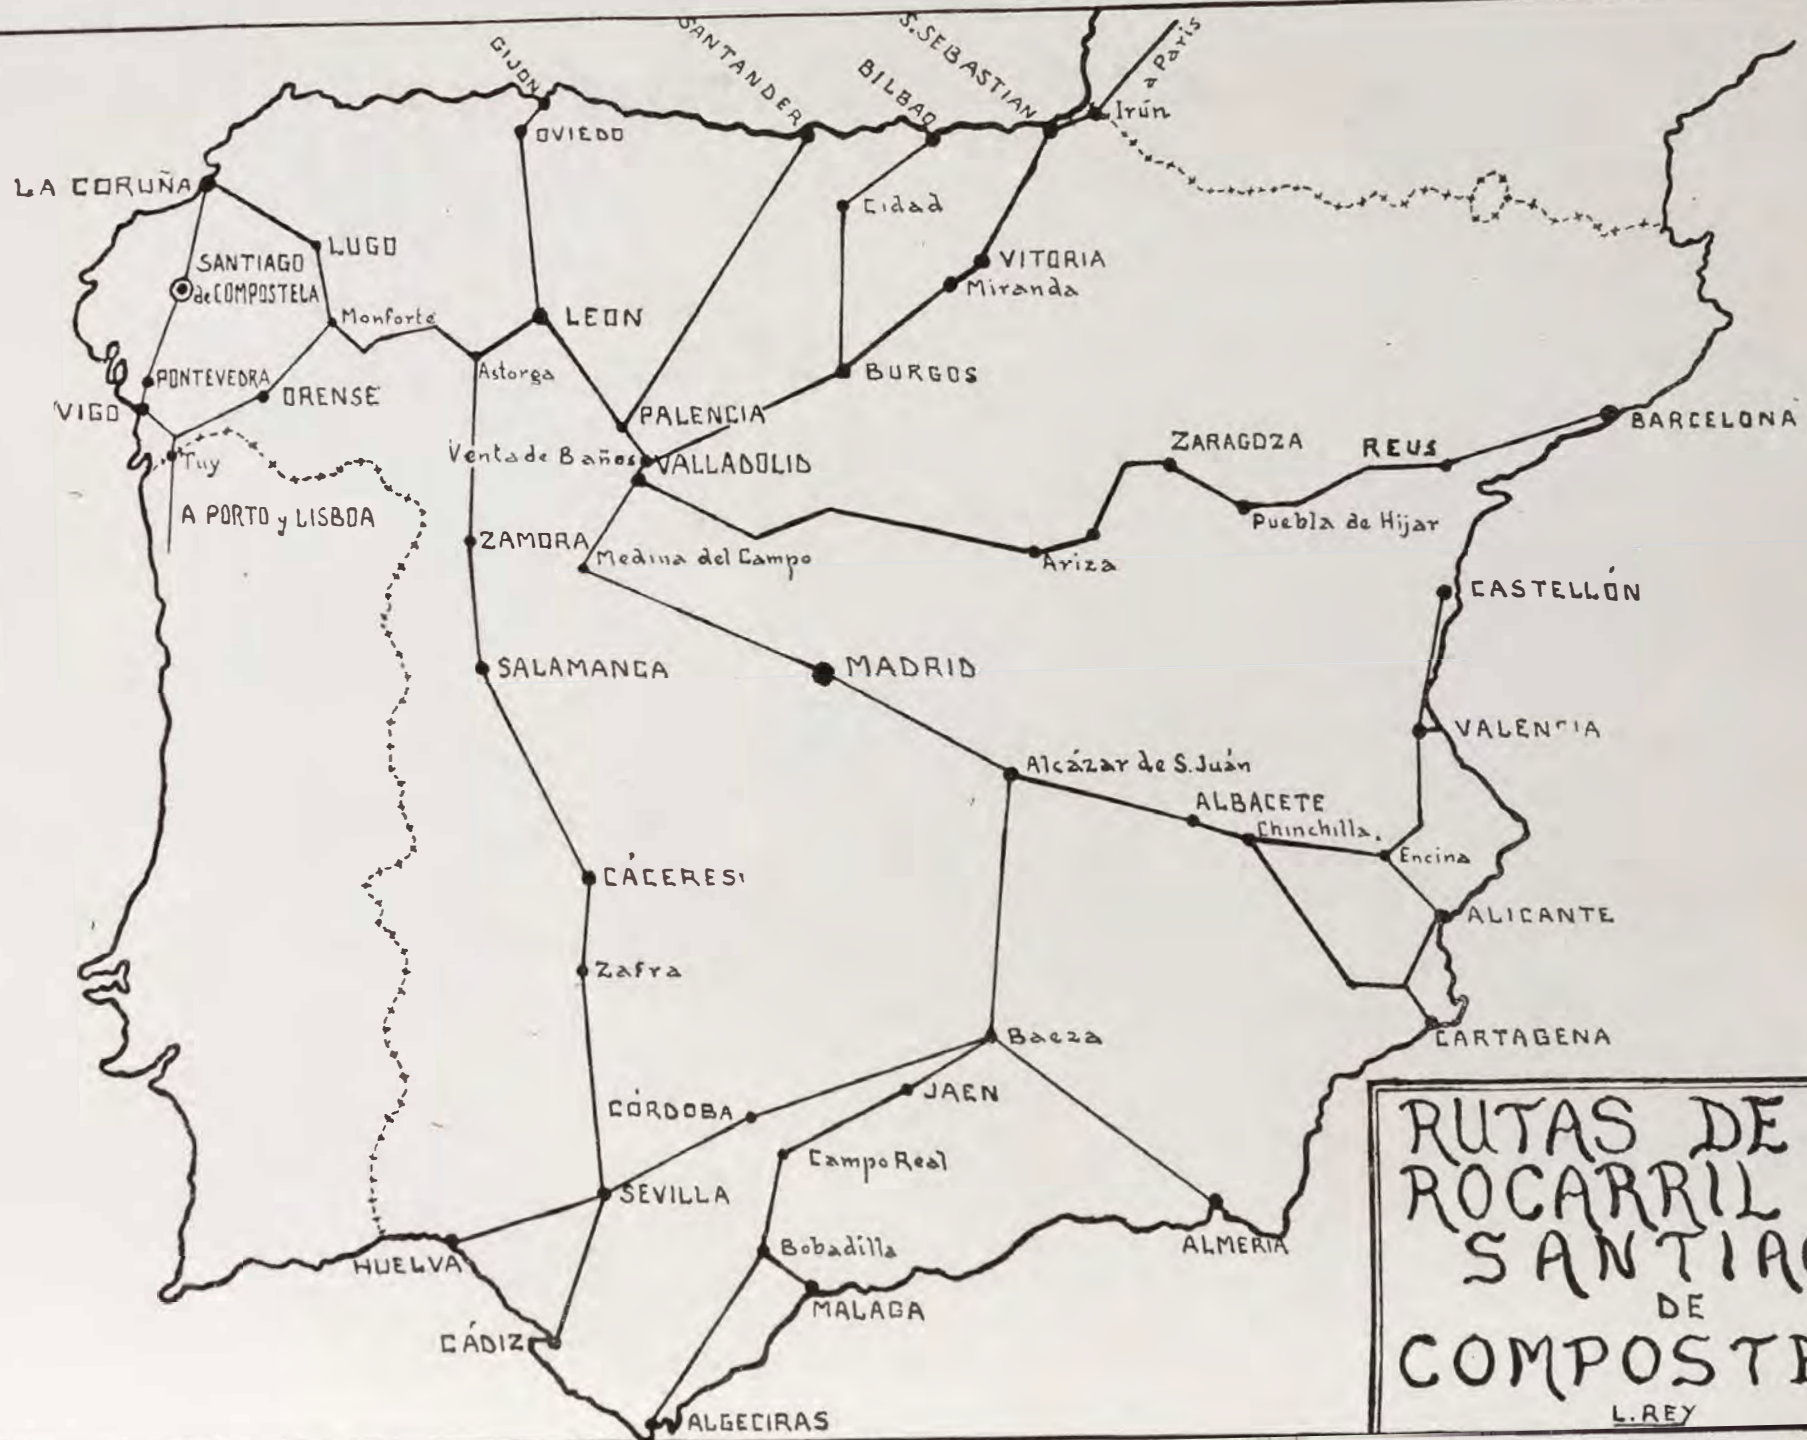 GIJON
SANTANDER
BILBAO
S.SEBASTIAN
a Paris
Irún
OVIEDO
LA CORUÑA
LUGO
SANTIAGO
de COMPOSTELA
Cidad
VITORIA
Miranda
Monforte
LEON
Astorga
PONTEVEDRA
ORENSE
VIGO
BURGOS
PALENCIA
Venta de Baños
VALLADOLID
Tuy
A PORTO y LISBOA
ZARAGOZA
REUS
BARCELONA
Puebla de Hijar
ZAMORA
Medina del Campo
Ariza
CASTELLÓN
SALAMANCA
MADRID
VALENCIA
Alcázar de S. Juán
ALBACETE
Chinchilla.
Encina
CÁCERES
ALICANTE
Zafra
Baeza
CARTAGENA
JAEN
CÓRDOBA
Campo Real
SEVILLA
Bobadilla
ALMERIA
HUELVA
MALAGA
CÁDIZ
ALGECIRAS
RUTAS DE
ROCARRIL
SANTIAG
DE
COMPOSTE
L. REY